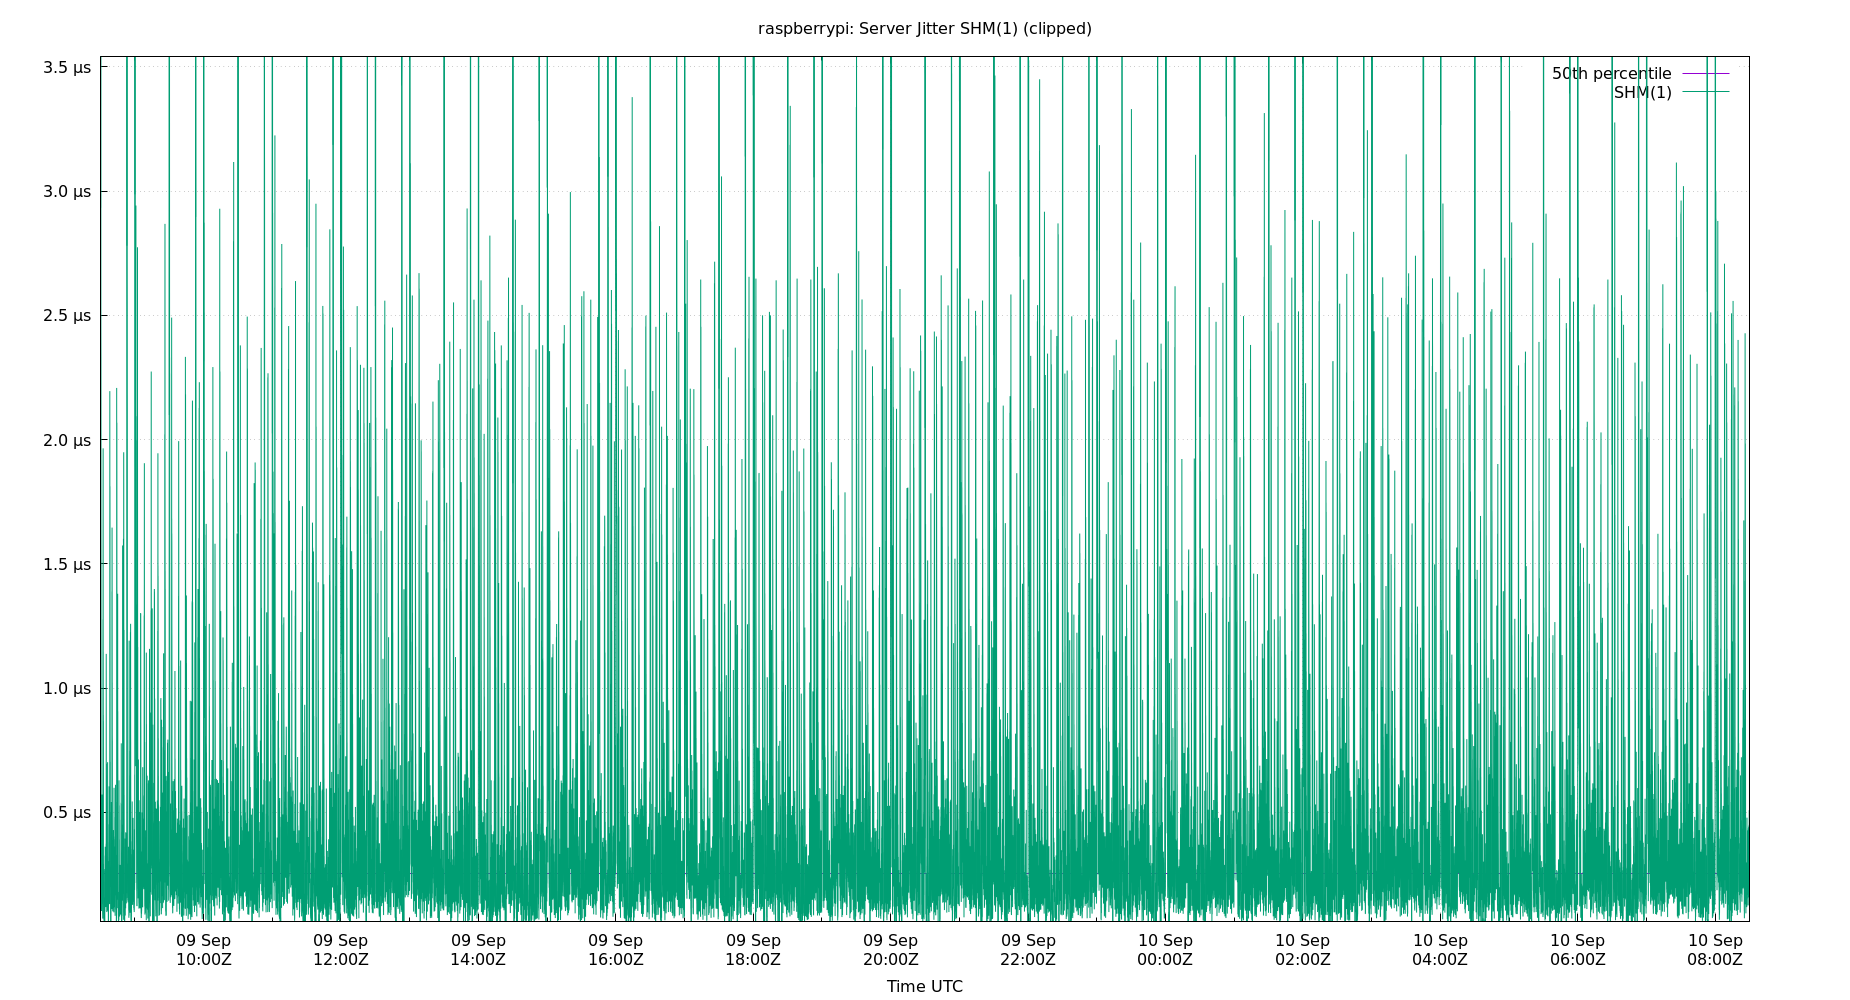 raspberrypi: Server Jitter SHM(1) (clipped)
3.5 µs
50th percentile
SHM(1)
3.0 µs
2.5 µs
2.0 µs
1.5 µs
1.0 µs
0.5 µs
09 Sep 09 Sep 09 Sep 09 Sep 09 Sep 09 Sep 09 Sep 10 Sep 10 Sep 10 Sep 10 Sep 10 Sep
10:00Z 12:00Z 14:00Z 16:00Z 18:00Z 20:00Z 22:00Z 00:00Z 02:00Z 04:00Z 06:00Z 08:00Z
Time UTC